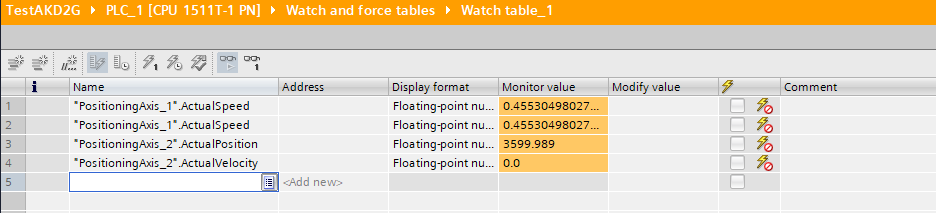 TestAKD2G ▸ PLC_1 [CPU 1511T-1 PN] ▸ Watch and force tables ▸ Watch table_1
i Name Address Display format Monitor value Modify value Comment
1 "PositioningAxis_1".ActualSpeed Floating-point nu... 0.45530498027...
2 "PositioningAxis_1".ActualSpeed Floating-point nu... 0.45530498027...
3 "PositioningAxis_2".ActualPosition Floating-point nu... 3599.989
4 "PositioningAxis_2".ActualVelocity Floating-point nu... 0.0
5 <Add new>